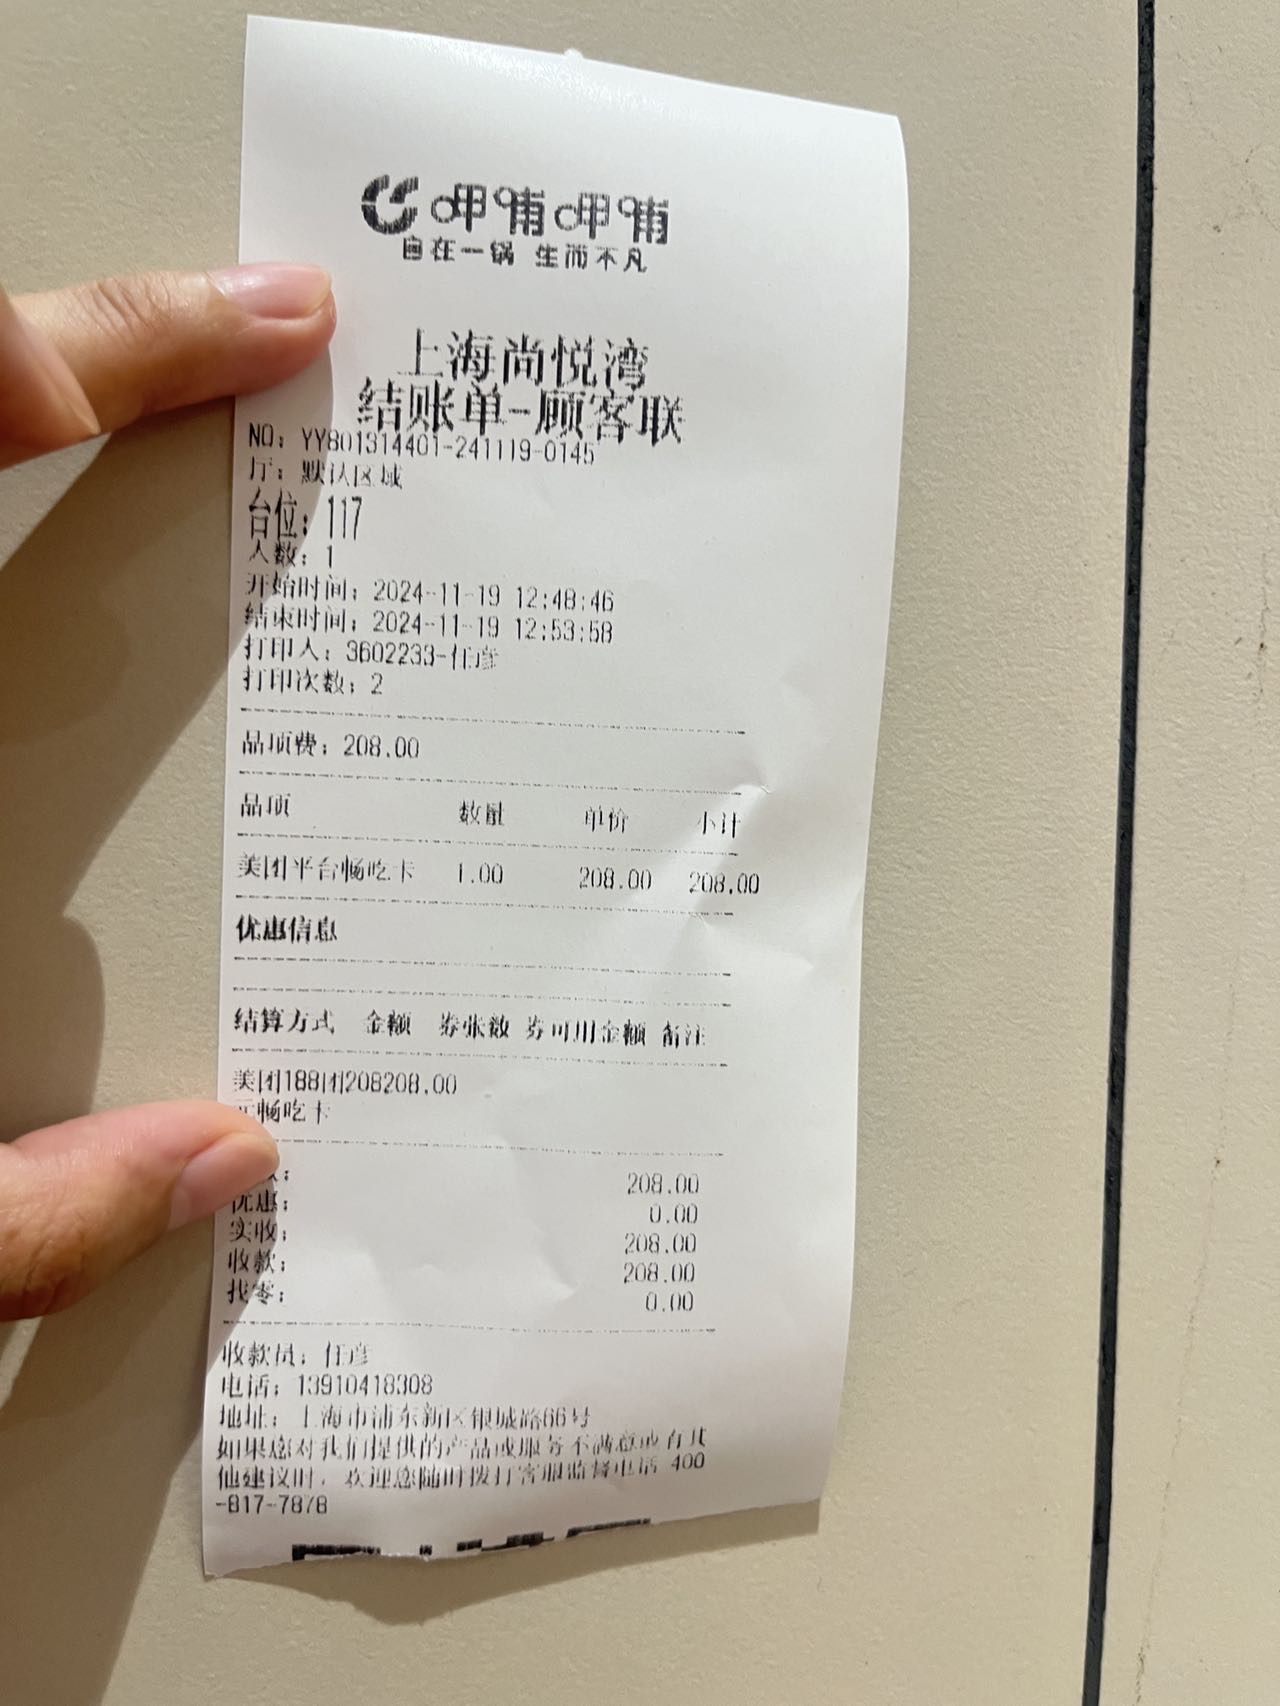 呷哺呷哺
自在一锅 生而不凡
上海尚悦湾
结账单-顾客联
NO: YY801314401-241119-0145
厅: 默认区域
台位: 117
人数: 1
开始时间: 2024-11-19 12:48:46
结束时间: 2024-11-19 12:53:58
打印人: 3602233-任彦
打印次数: 2
品项费: 208.00
品项 数量 单价 小计
美团平台畅吃卡 1.00 208.00 208.00
优惠信息
结算方式 金额 券张数 券可用金额 备注
美团188团208208.00
元畅吃卡
208.00
优惠: 0.00
实收: 208.00
收款: 208.00
找零: 0.00
收款员: 任彦
电话: 13910418308
地址: 上海市浦东新区银城路66号
如果您对我们提供的产品或服务不满意或有其
他建议时, 欢迎您随时拨打客服监督电话 400
-817-7878